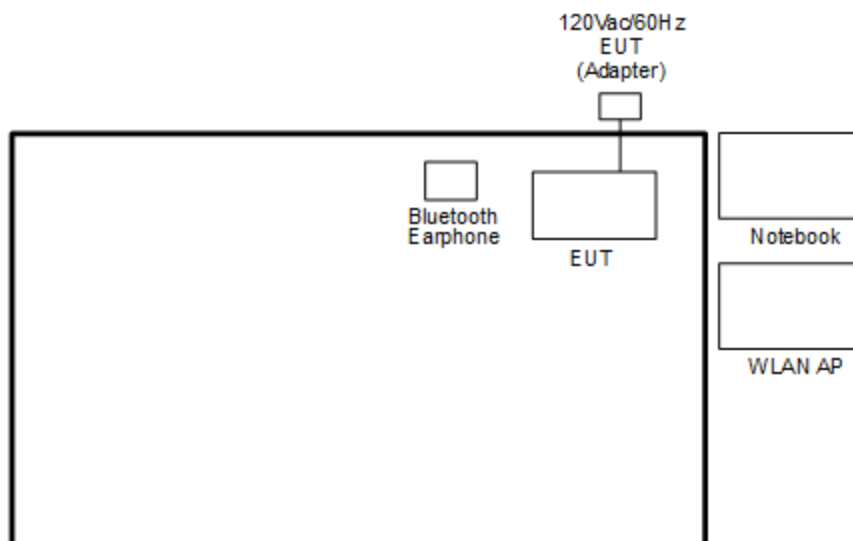 120Vac/60Hz
EUT
(Adapter)
Bluetooth
Earphone
EUT
Notebook
WLAN AP